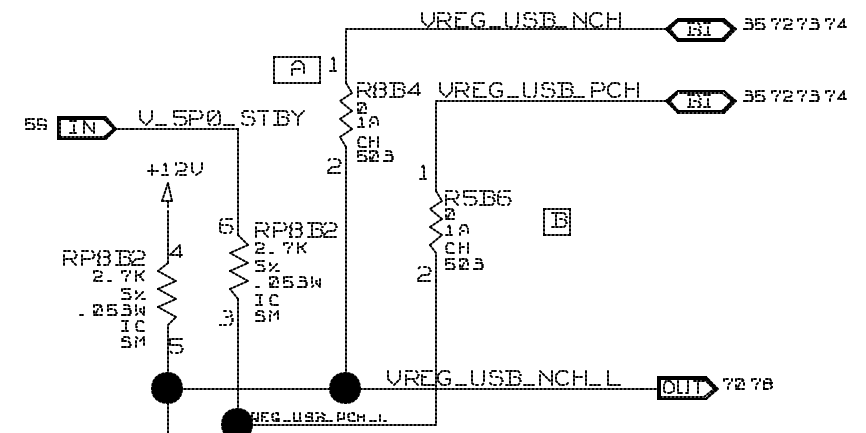 VREG_USB_NCH
BI
35 72 73 74
A
1
R8B4
0
1A
CH
503
2
VREG_USB_PCH
BI
35 72 73 74
55
IN
V_5P0_STBY
+12V
1
R5B6
0
1A
CH
503
2
B
6
RP8B2
2.7K
5%
.053W
IC
SM
3
4
RP8B2
2.7K
5%
.053W
IC
SM
5
VREG_USB_NCH_L
OUT
70 78
VREG_USB_PCH_L